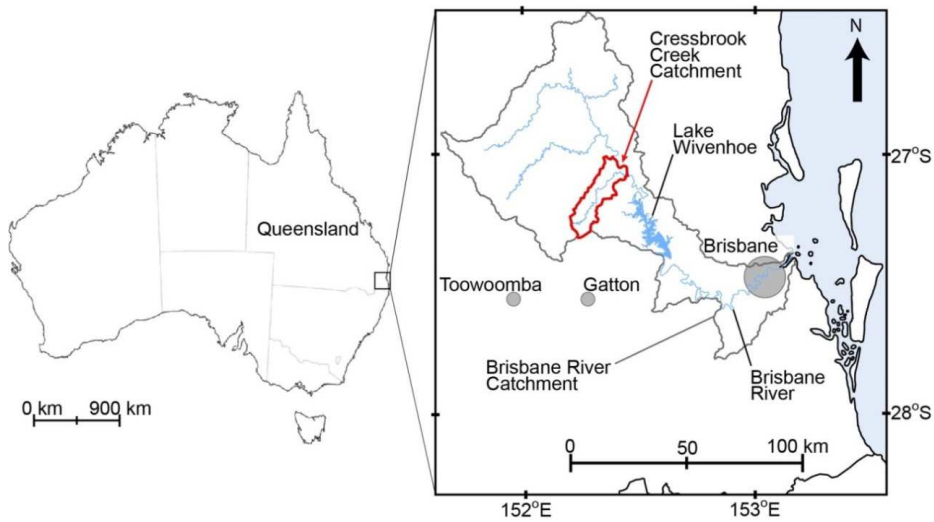 Queensland
0 km 900 km
N
Cressbrook
Creek
Catchment
Lake
Wivenhoe
27°S
Brisbane
Toowoomba
Gatton
Brisbane River
Catchment
Brisbane
River
28°S
0 50 100 km
152°E 153°E